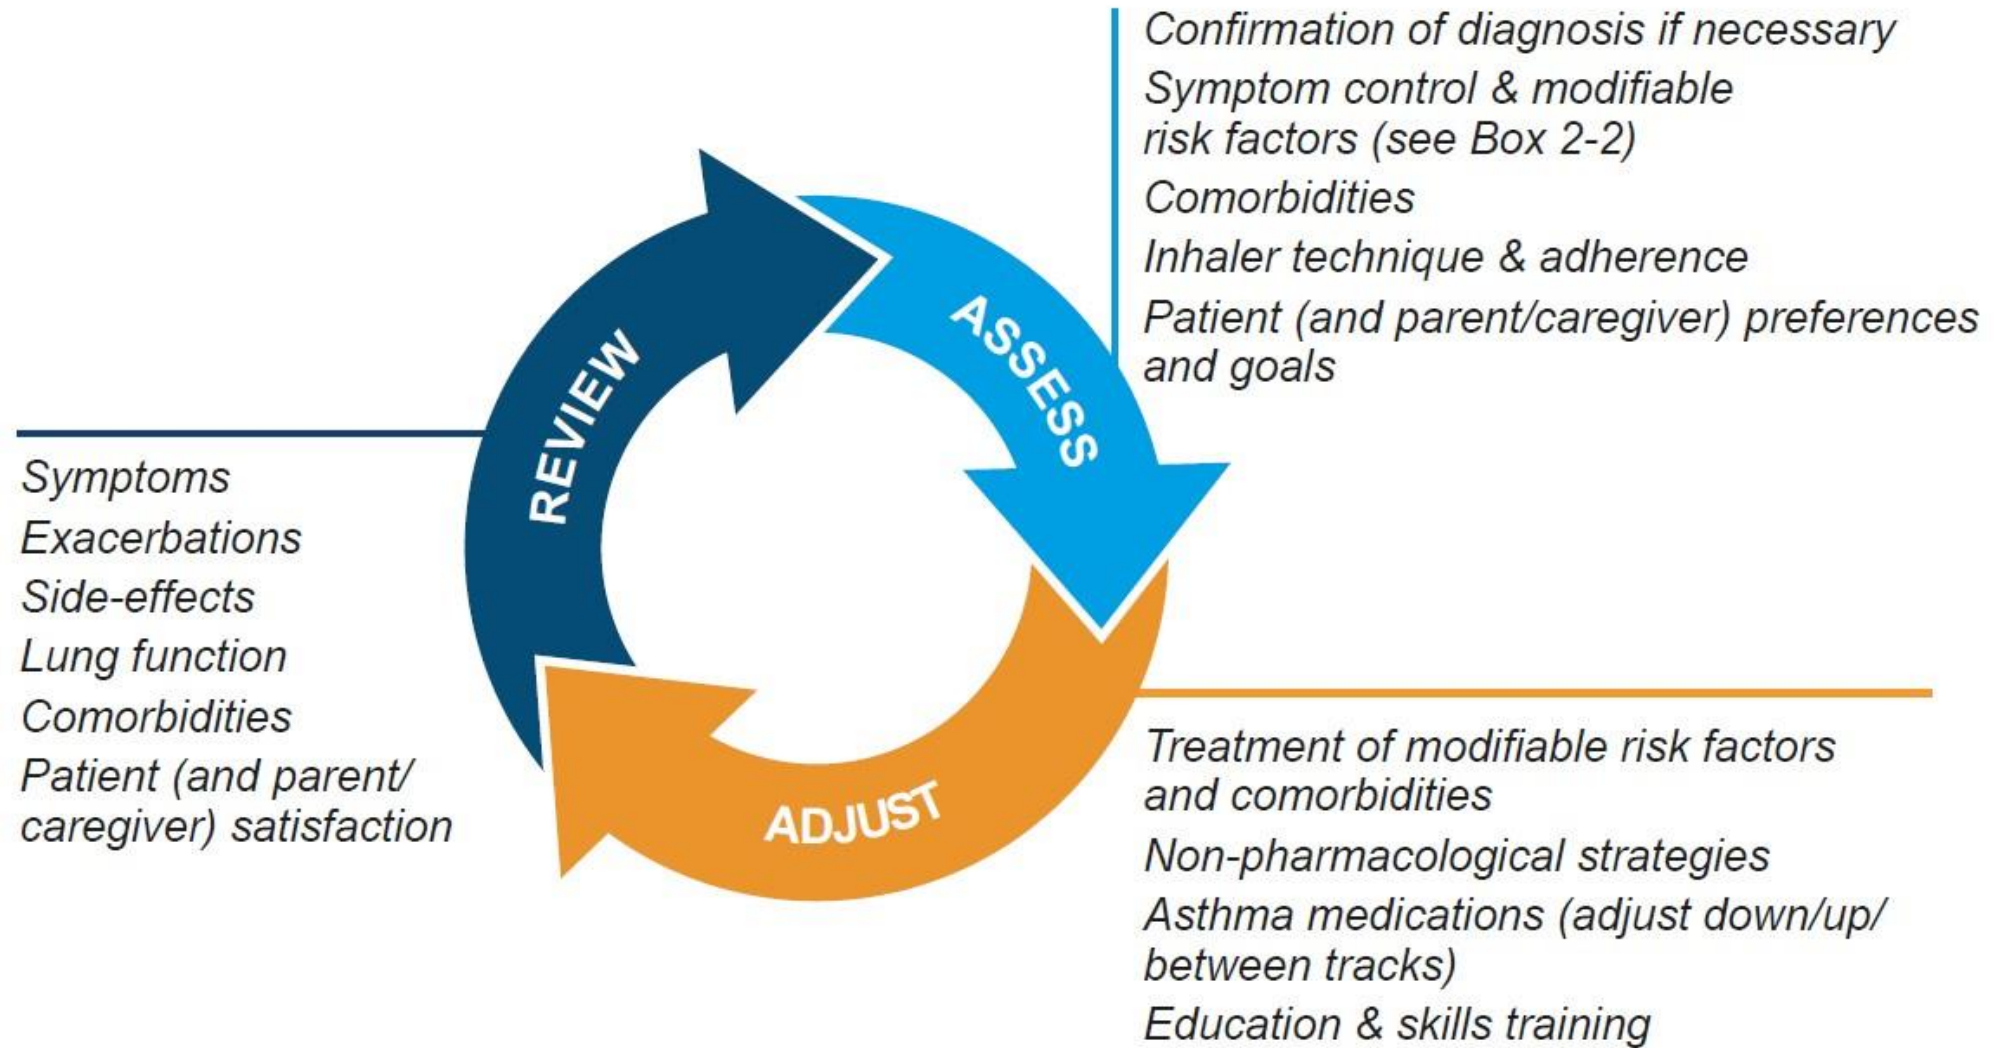 Confirmation of diagnosis if necessary
Symptom control & modifiable
risk factors (see Box 2-2)
Comorbidities
Inhaler technique & adherence
Patient (and parent/caregiver) preferences
and goals
ASSESS
REVIEW
Symptoms
Exacerbations
Side-effects
Lung function
Comorbidities
Patient (and parent/
caregiver) satisfaction
ADJUST
Treatment of modifiable risk factors
and comorbidities
Non-pharmacological strategies
Asthma medications (adjust down/up/
between tracks)
Education & skills training